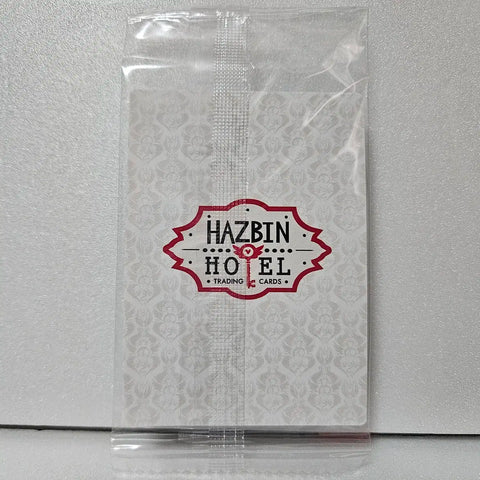 HAZBIN
HOTEL
• TRADING CARDS •